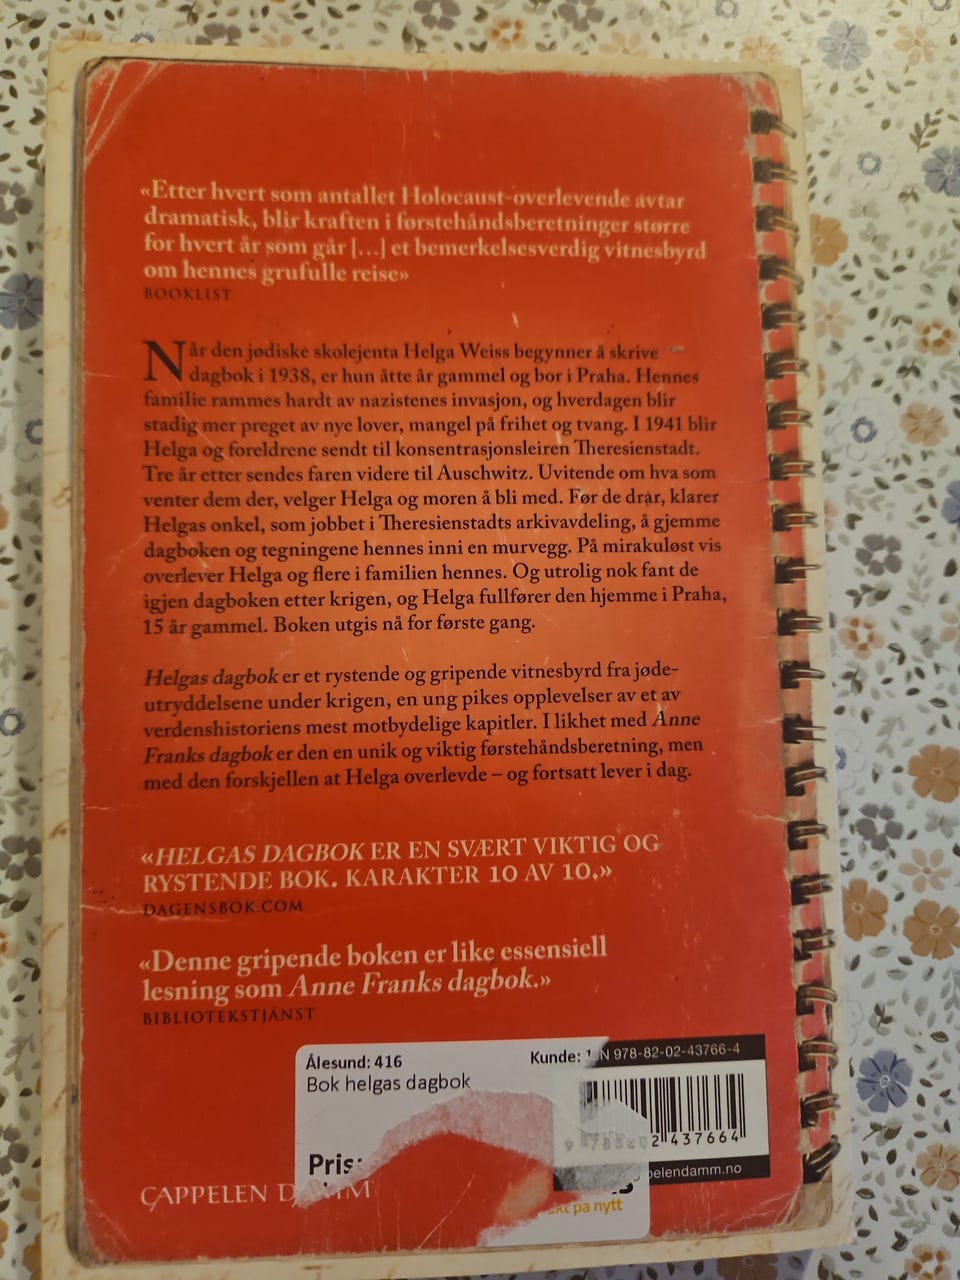 «Etter hvert som antallet Holocaust-overlevende avtar
dramatisk, blir kraften i førstehåndsberetninger større
for hvert år som går [...] et bemerkelsesverdig vitnesbyrd
om hennes grufulle reise»
BOOKLIST
Når den jødiske skolejenta Helga Weiss begynner å skrive
dagbok i 1938, er hun åtte år gammel og bor i Praha. Hennes
familie rammes hardt av nazistenes invasjon, og hverdagen blir
stadig mer preget av nye lover, mangel på frihet og tvang. I 1941 blir
Helga og foreldrene sendt til konsentrasjonsleiren Theresienstadt.
Tre år etter sendes faren videre til Auschwitz. Uvitende om hva som
venter dem der, velger Helga og moren å bli med. Før de drar, klarer
Helgas onkel, som jobbet i Theresienstadts arkivavdeling, å gjemme
dagboken og tegningene hennes inni en murvegg. På mirakuløst vis
overlever Helga og flere i familien hennes. Og utrolig nok fant de
igjen dagboken etter krigen, og Helga fullfører den hjemme i Praha,
15 år gammel. Boken utgis nå for første gang.
Helgas dagbok er et rystende og gripende vitnesbyrd fra jøde-
utryddelsene under krigen, en ung pikes opplevelser av et av
verdenshistoriens mest motbydelige kapitler. I likhet med Anne
Franks dagbok er den en unik og viktig førstehåndsberetning, men
med den forskjellen at Helga overlevde – og fortsatt lever i dag.
«HELGAS DAGBOK ER EN SVÆRT VIKTIG OG
RYSTENDE BOK. KARAKTER 10 AV 10.»
DAGENSBOK.COM
«Denne gripende boken er like essensiell
lesning som Anne Franks dagbok.»
BIBLIOTEKSTJÄNST
Ålesund: 416 Kunde: N 978-82-02-43766-4
Bok helgas dagbok
2 437664
Pris:
pelendamm.no
CAPPELEN DAMM
på nytt